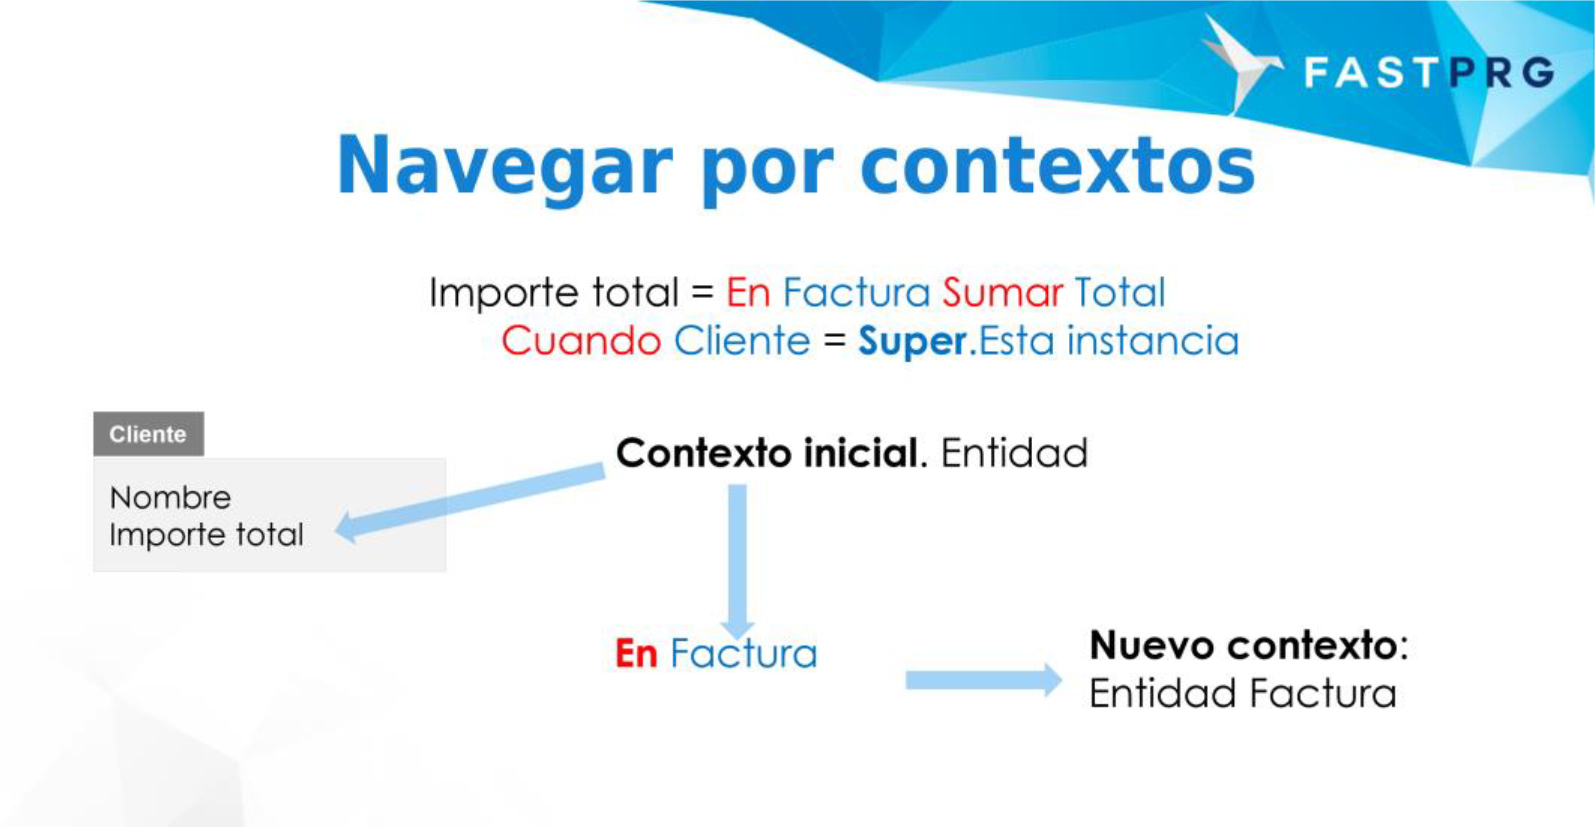 FASTPRG
Navegar por contextos
Importe total = En Factura Sumar Total
Cuando Cliente = Super.Esta instancia
Cliente
Nombre
Importe total
Contexto inicial. Entidad
En Factura
Nuevo contexto:
Entidad Factura